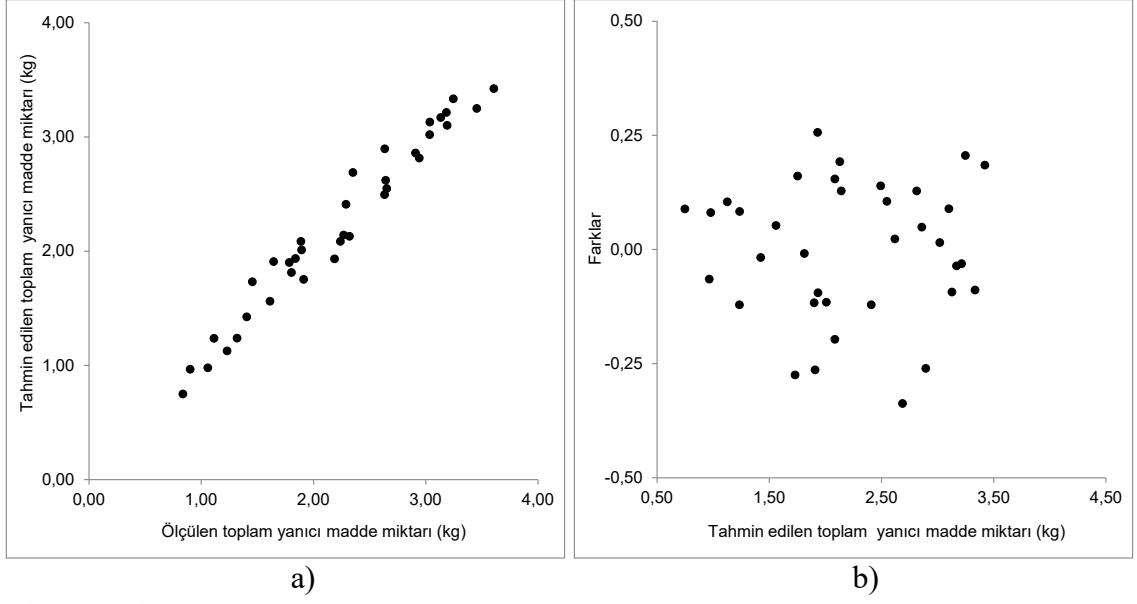 4,00
3,00
2,00
1,00
0,00
Tahmin edilen toplam  yanıcı madde miktarı (kg)
0,00 1,00 2,00 3,00 4,00
Ölçülen toplam yanıcı madde miktarı (kg)
a)
0,50
0,25
0,00
-0,25
-0,50
Farklar
0,50 1,50 2,50 3,50 4,50
Tahmin edilen toplam  yanıcı madde miktarı (kg)
b)